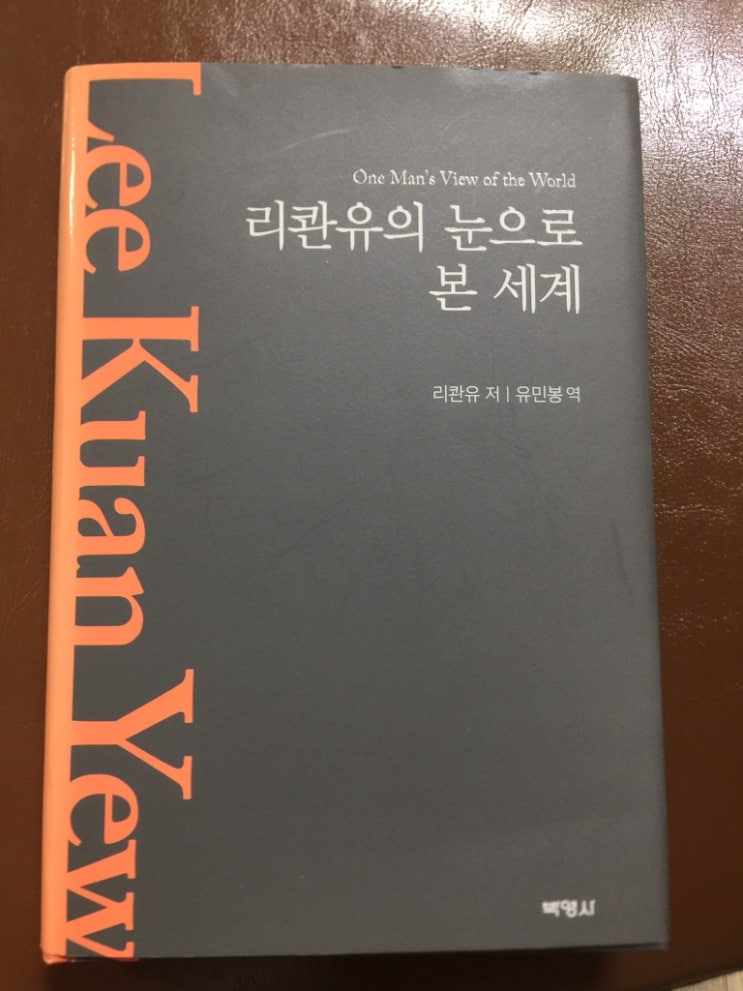 Lee Kuan Yew
One Man's View of the World
리콴유의 눈으로
본 세계
리콴유 저 | 유민봉 역
박영사